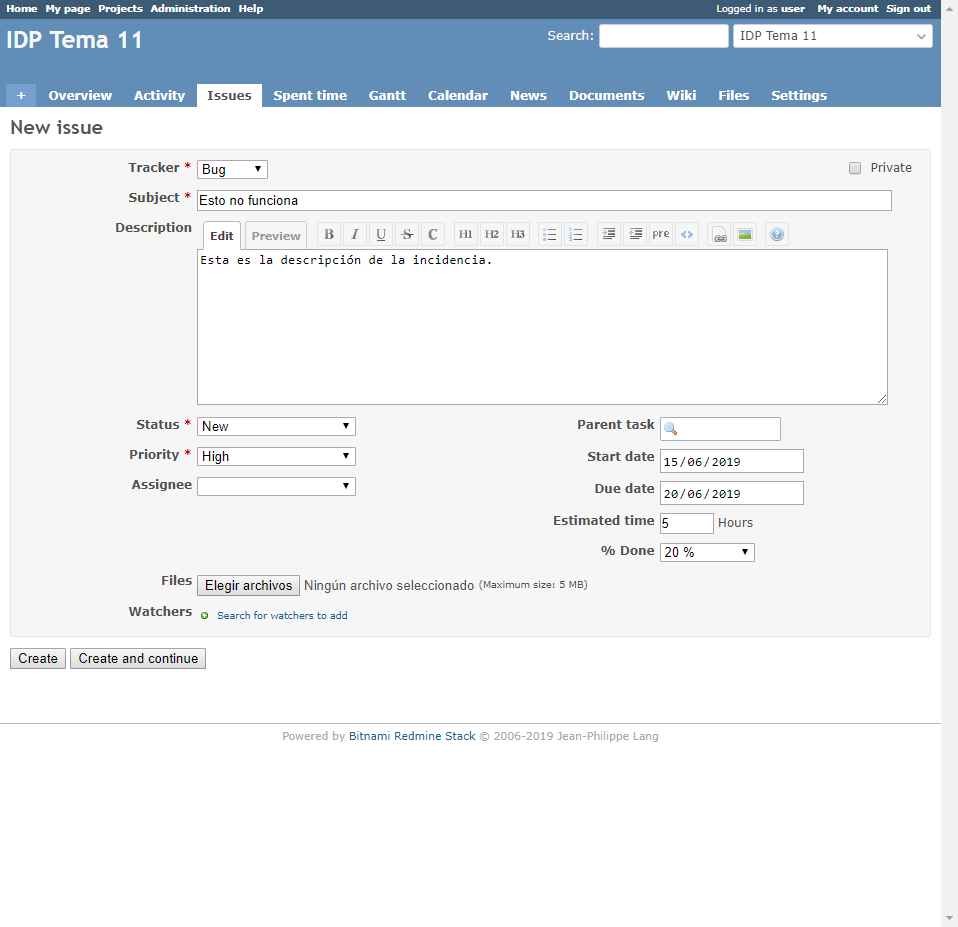 Home My page Projects Administration Help Logged in as user My account Sign out
IDP Tema 11 Search: IDP Tema 11
+ Overview Activity Issues Spent time Gantt Calendar News Documents Wiki Files Settings
New issue
Tracker * Bug Private
Subject * Esto no funciona
Description Edit Preview B I U S C H1 H2 H3 pre <> ?
Esta es la descripción de la incidencia.
Status * New Parent task
Priority * High Start date 15/06/2019
Assignee Due date 20/06/2019
Estimated time 5 Hours
% Done 20 %
Files Elegir archivos Ningún archivo seleccionado (Maximum size: 5 MB)
Watchers Search for watchers to add
Create Create and continue
Powered by Bitnami Redmine Stack © 2006-2019 Jean-Philippe Lang